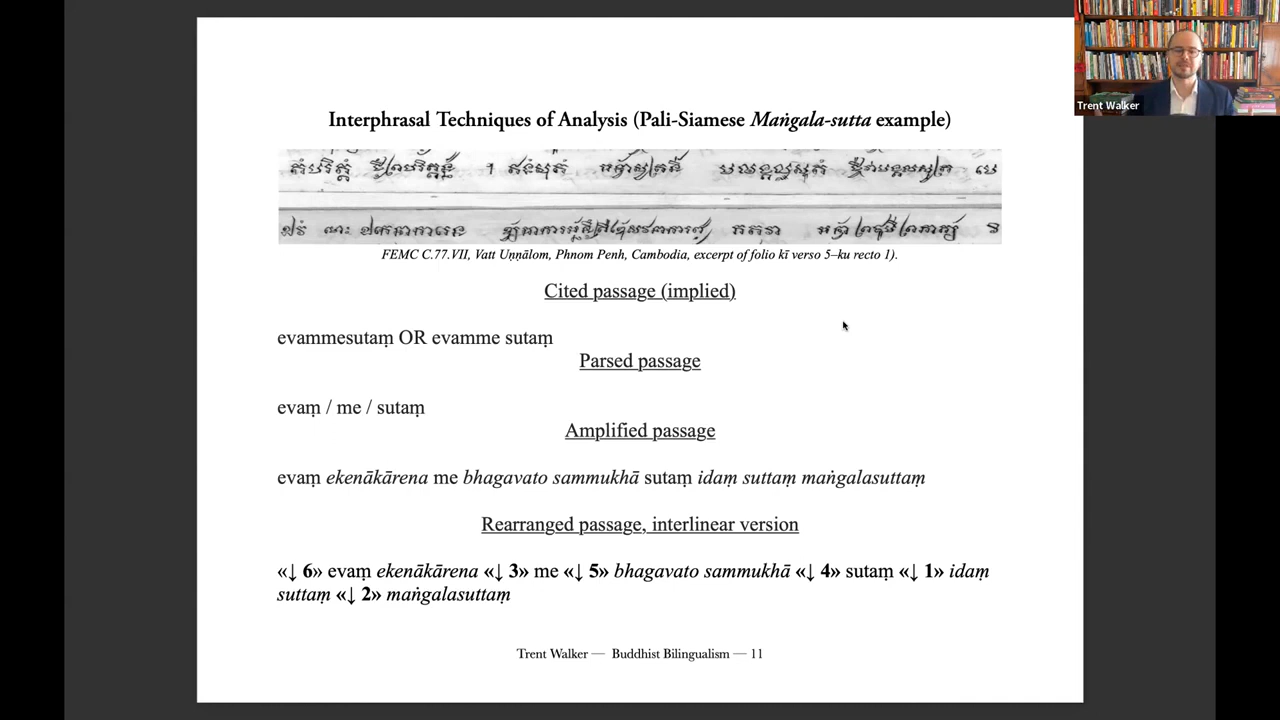 Interphrasal Techniques of Analysis (Pali-Siamese Maṅgala-sutta example)
FEMC C.77.VII, Vatt Uṇṇālom, Phnom Penh, Cambodia, excerpt of folio kī verso 5–ku recto 1).
Cited passage (implied)
evammesutaṃ OR evamme sutaṃ
Parsed passage
evaṃ / me / sutaṃ
Amplified passage
evaṃ ekenākārena me bhagavato sammukhā sutaṃ idaṃ suttaṃ maṅgalasuttaṃ
Rearranged passage, interlinear version
«↓ 6» evaṃ ekenākārena «↓ 3» me «↓ 5» bhagavato sammukhā «↓ 4» sutaṃ «↓ 1» idaṃ
suttaṃ «↓ 2» maṅgalasuttaṃ
Trent Walker — Buddhist Bilingualism — 11
Trent Walker